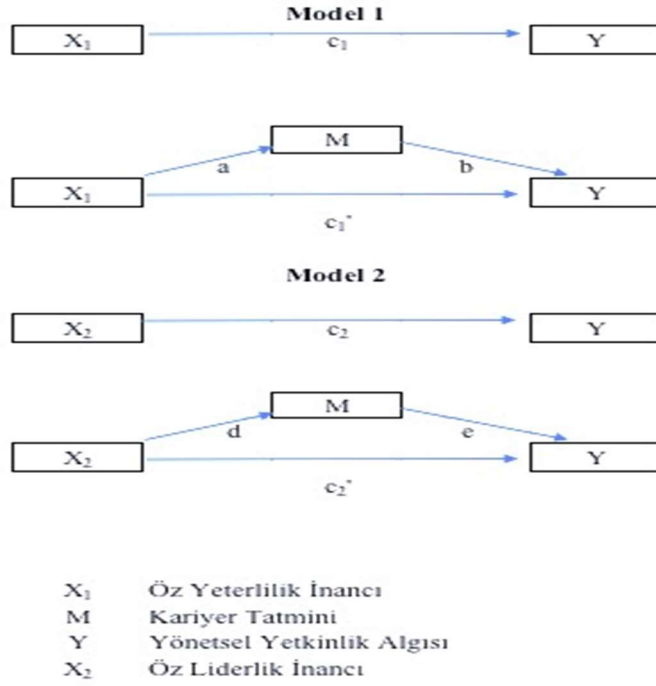 Model 1
X₁ c₁ Y
M
a b
X₁ Y
c₁'
Model 2
X₂ c₂ Y
M
d e
X₂ Y
c₂'
X₁ Öz Yeterlilik İnancı
M Kariyer Tatmini
Y Yönetsel Yetkinlik Algısı
X₂ Öz Liderlik İnancı